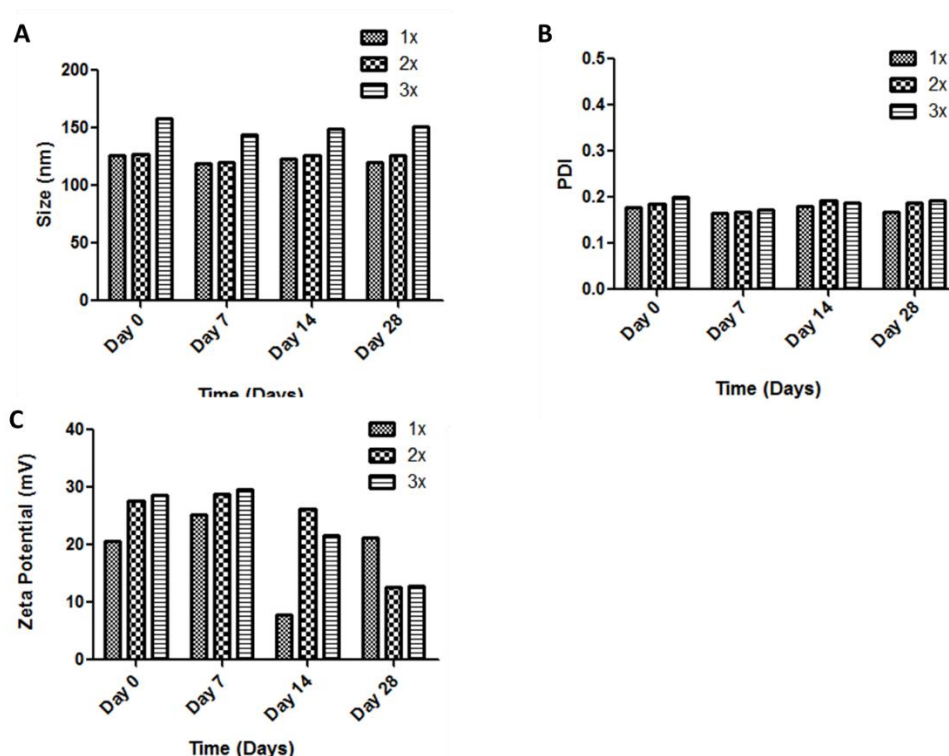 A
1x
2x
3x
200
150
100
50
0
Size (nm)
Day 0
Day 7
Day 14
Day 28
Time (Days)
B
1x
2x
3x
0.5
0.4
0.3
0.2
0.1
0.0
PDI
Day 0
Day 7
Day 14
Day 28
Time (Days)
C
1x
2x
3x
40
30
20
10
0
Zeta Potential (mV)
Day 0
Day 7
Day 14
Day 28
Time (Days)